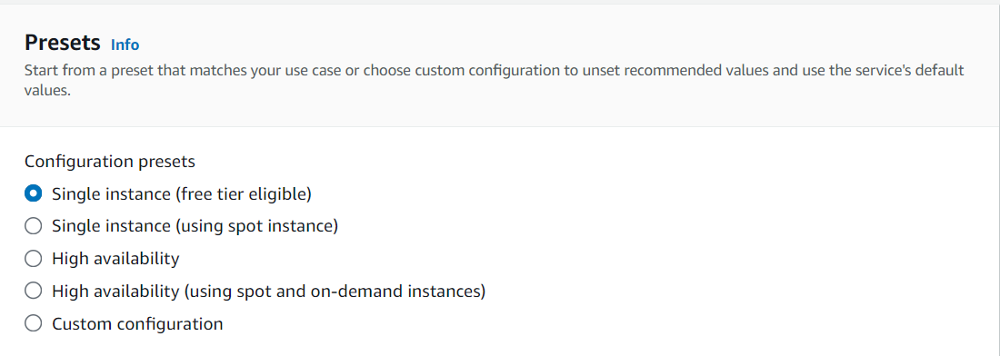 Presets Info
Start from a preset that matches your use case or choose custom configuration to unset recommended values and use the service's default
values.
Configuration presets
Single instance (free tier eligible)
Single instance (using spot instance)
High availability
High availability (using spot and on-demand instances)
Custom configuration